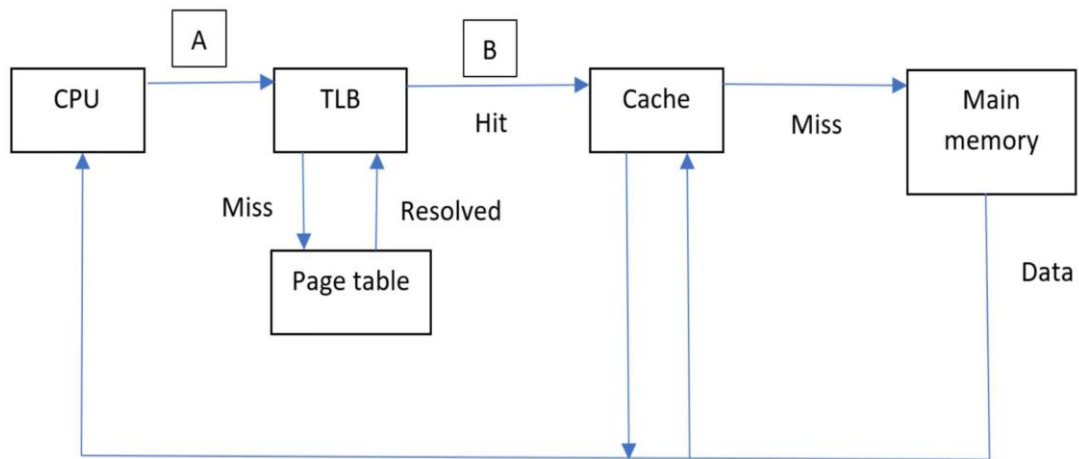 A
B
CPU
TLB
Cache
Main
memory
Hit
Miss
Miss
Resolved
Page table
Data